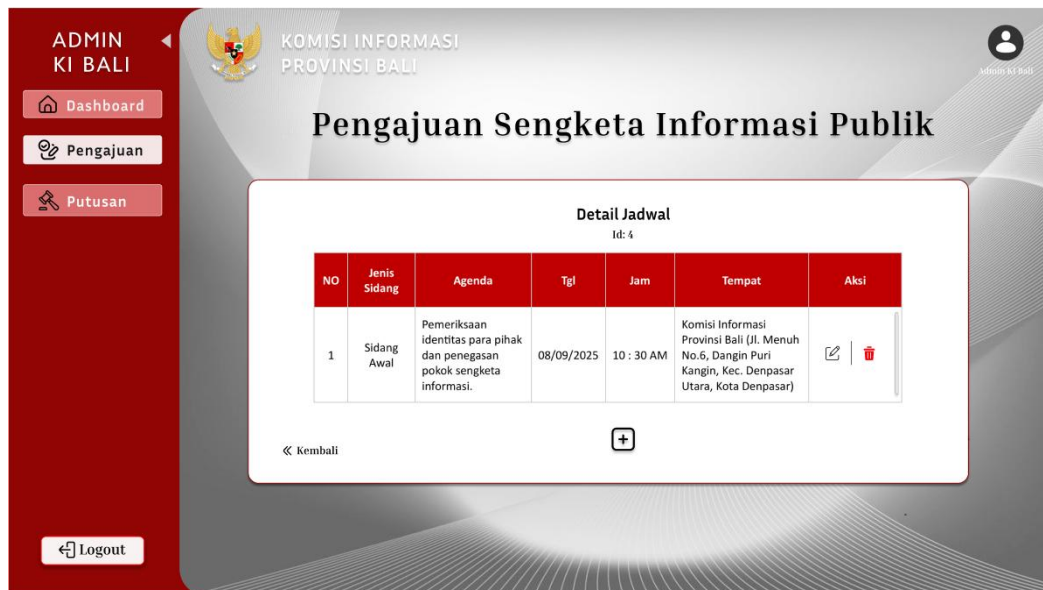 ADMIN
KI BALI
Dashboard
Pengajuan
Putusan
Logout
KOMISI INFORMASI
PROVINSI BALI
Admin KI Bali
Pengajuan Sengketa Informasi Publik
Detail Jadwal
Id: 4
NO
Jenis
Sidang
Agenda
Tgl
Jam
Tempat
Aksi
1
Sidang
Awal
Pemeriksaan
identitas para pihak
dan penegasan
pokok sengketa
informasi.
08/09/2025
10 : 30 AM
Komisi Informasi
Provinsi Bali (Jl. Menuh
No.6, Dangin Puri
Kangin, Kec. Denpasar
Utara, Kota Denpasar)
Kembali